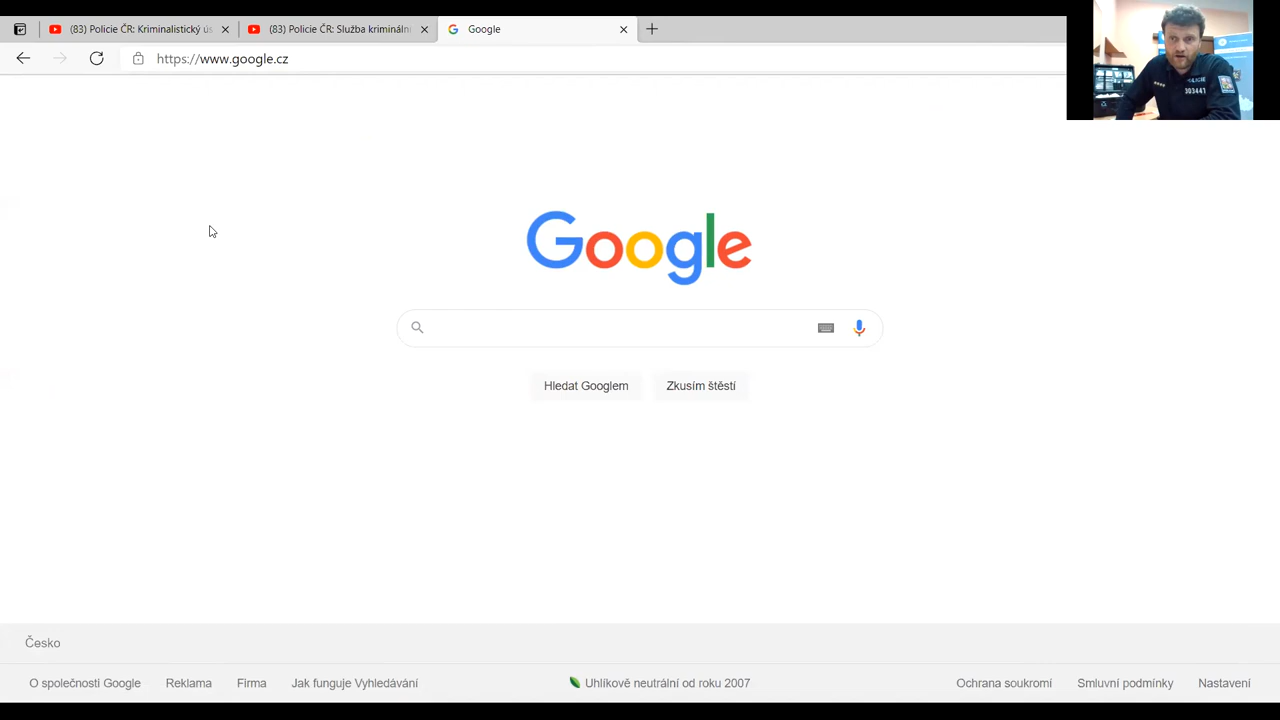 (83) Policie ČR: Kriminalistický ús
(83) Policie ČR: Služba kriminální
Google
https://www.google.cz
POLICIE
303441
Google
Hledat Googlem
Zkusím štěstí
Česko
O společnosti Google
Reklama
Firma
Jak funguje Vyhledávání
Uhlíkově neutrální od roku 2007
Ochrana soukromí
Smluvní podmínky
Nastavení